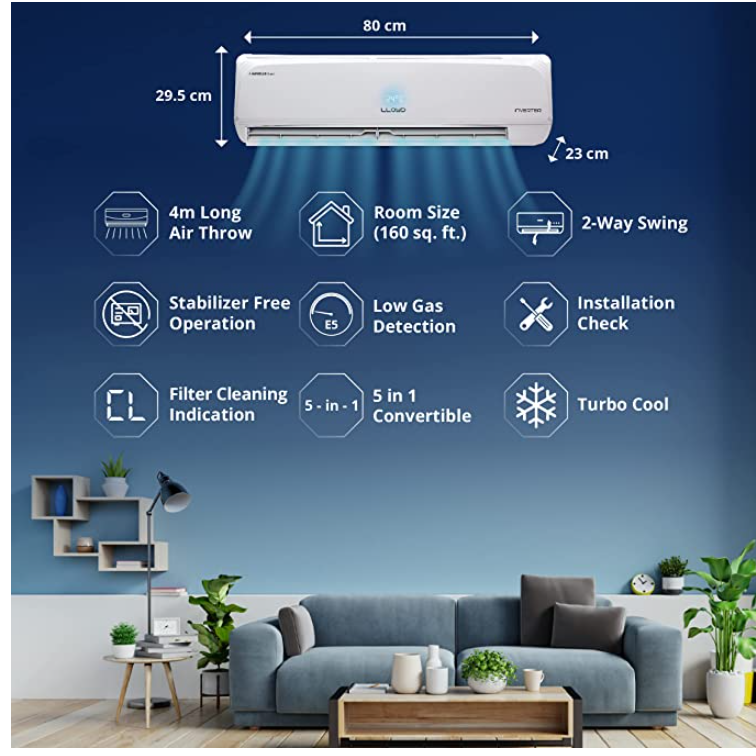 80 cm
29.5 cm
LLOYD
INVERTER
23 cm
4m Long
Air Throw
Room Size
(160 sq. ft.)
2-Way Swing
Stabilizer Free
Operation
E5
Low Gas
Detection
Installation
Check
CL
Filter Cleaning
Indication
5 - in - 1
5 in 1
Convertible
Turbo Cool